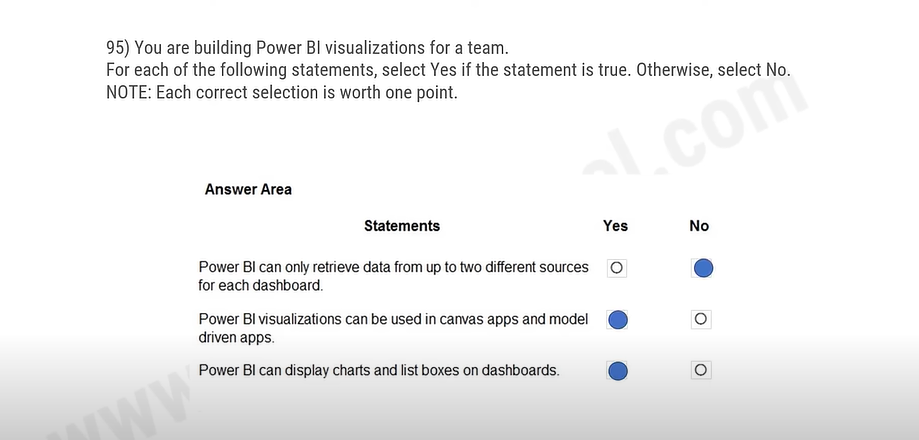 95) You are building Power BI visualizations for a team.
For each of the following statements, select Yes if the statement is true. Otherwise, select No.
NOTE: Each correct selection is worth one point.
Answer Area
Statements Yes No
Power BI can only retrieve data from up to two different sources
for each dashboard.
Power BI visualizations can be used in canvas apps and model
driven apps.
Power BI can display charts and list boxes on dashboards.